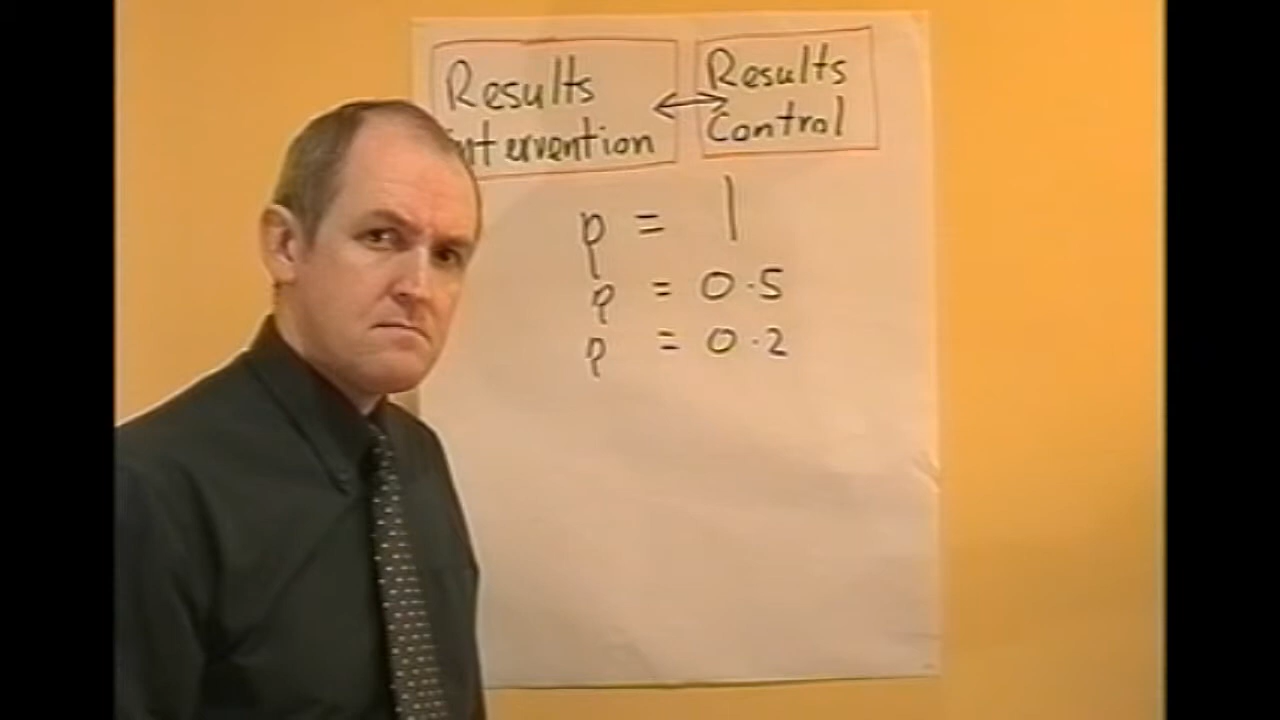 Results
Intervention
Results
Control
p = 1
p = 0.5
p = 0.2